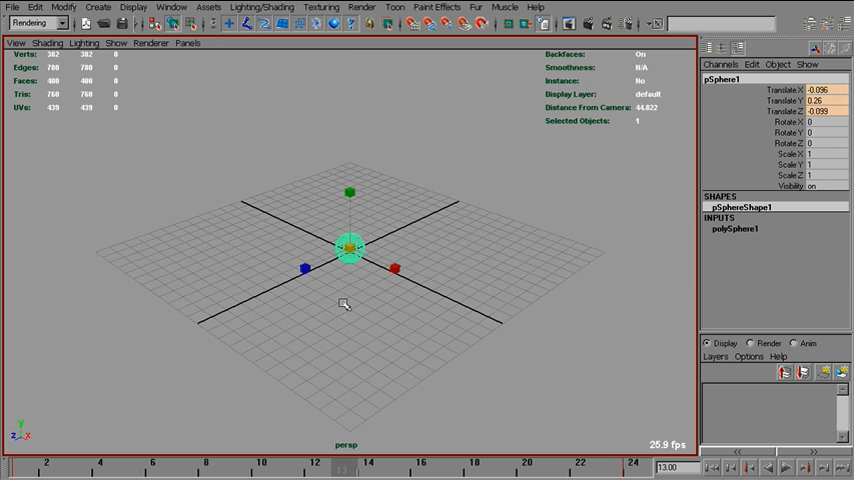 File Edit Modify Create Display Window Assets Lighting/Shading Texturing Render Toon Paint Effects Fur Muscle Help
Rendering
View Shading Lighting Show Renderer Panels
Verts: 382 382 0
Edges: 780 780 0
Faces: 400 400 0
Tris: 760 760 0
UVs: 439 439 0
Backfaces: On
Smoothness: N/A
Instance: No
Display Layer: default
Distance From Camera: 44.822
Selected Objects: 1
Channels Edit Object Show
pSphere1
Translate X -0.096
Translate Y 0.26
Translate Z -0.099
Rotate X 0
Rotate Y 0
Rotate Z 0
Scale X 1
Scale Y 1
Scale Z 1
Visibility on
SHAPES
pSphereShape1
INPUTS
polySphere1
Display Render Anim
Layers Options Help
Y
Z X
persp
25.9 fps
2 4 6 8 10 12 13 14 16 18 20 22 24
13.00